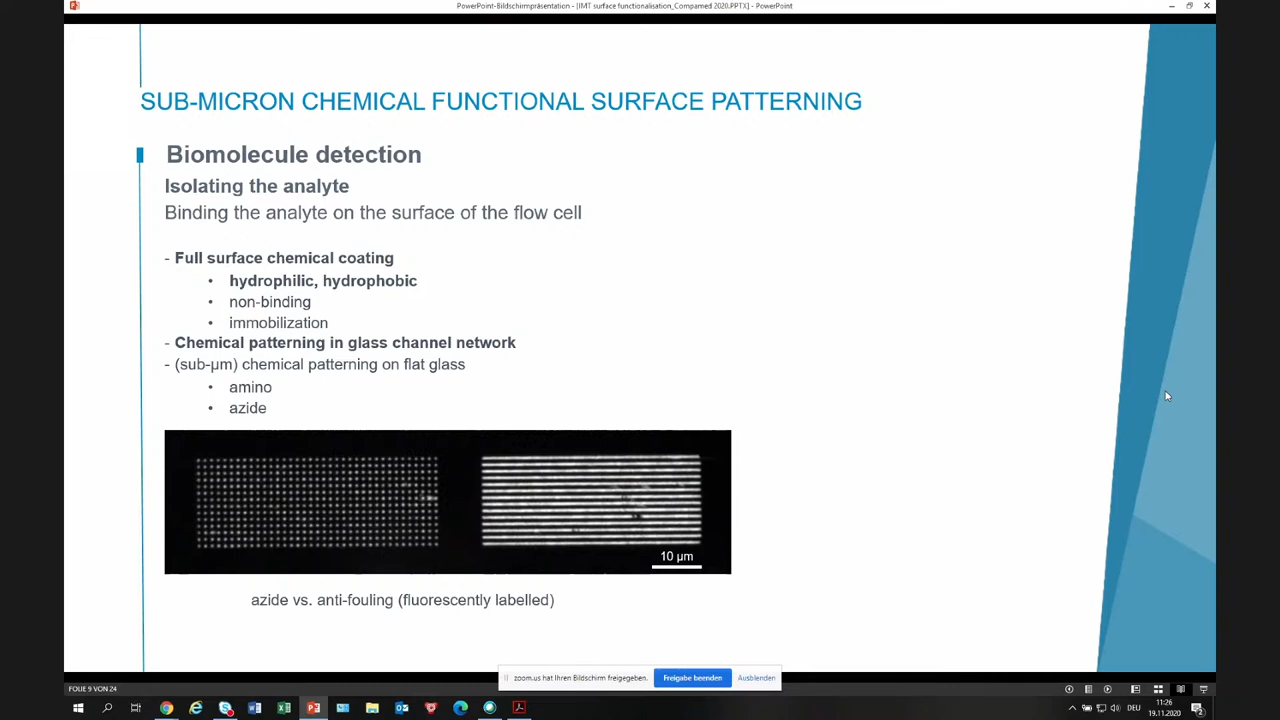 PowerPoint-Bildschirmpräsentation - [IMT surface functionalisation_Compamed 2020.PPTX] - PowerPoint
SUB-MICRON CHEMICAL FUNCTIONAL SURFACE PATTERNING
Biomolecule detection
Isolating the analyte
Binding the analyte on the surface of the flow cell
- Full surface chemical coating
• hydrophilic, hydrophobic
• non-binding
• immobilization
- Chemical patterning in glass channel network
- (sub-µm) chemical patterning on flat glass
• amino
• azide
10 µm
azide vs. anti-fouling (fluorescently labelled)
zoom.us hat Ihren Bildschirm freigegeben. Freigabe beenden Ausblenden
FOLIE 9 VON 24
DEU
11:26
19.11.2020
2